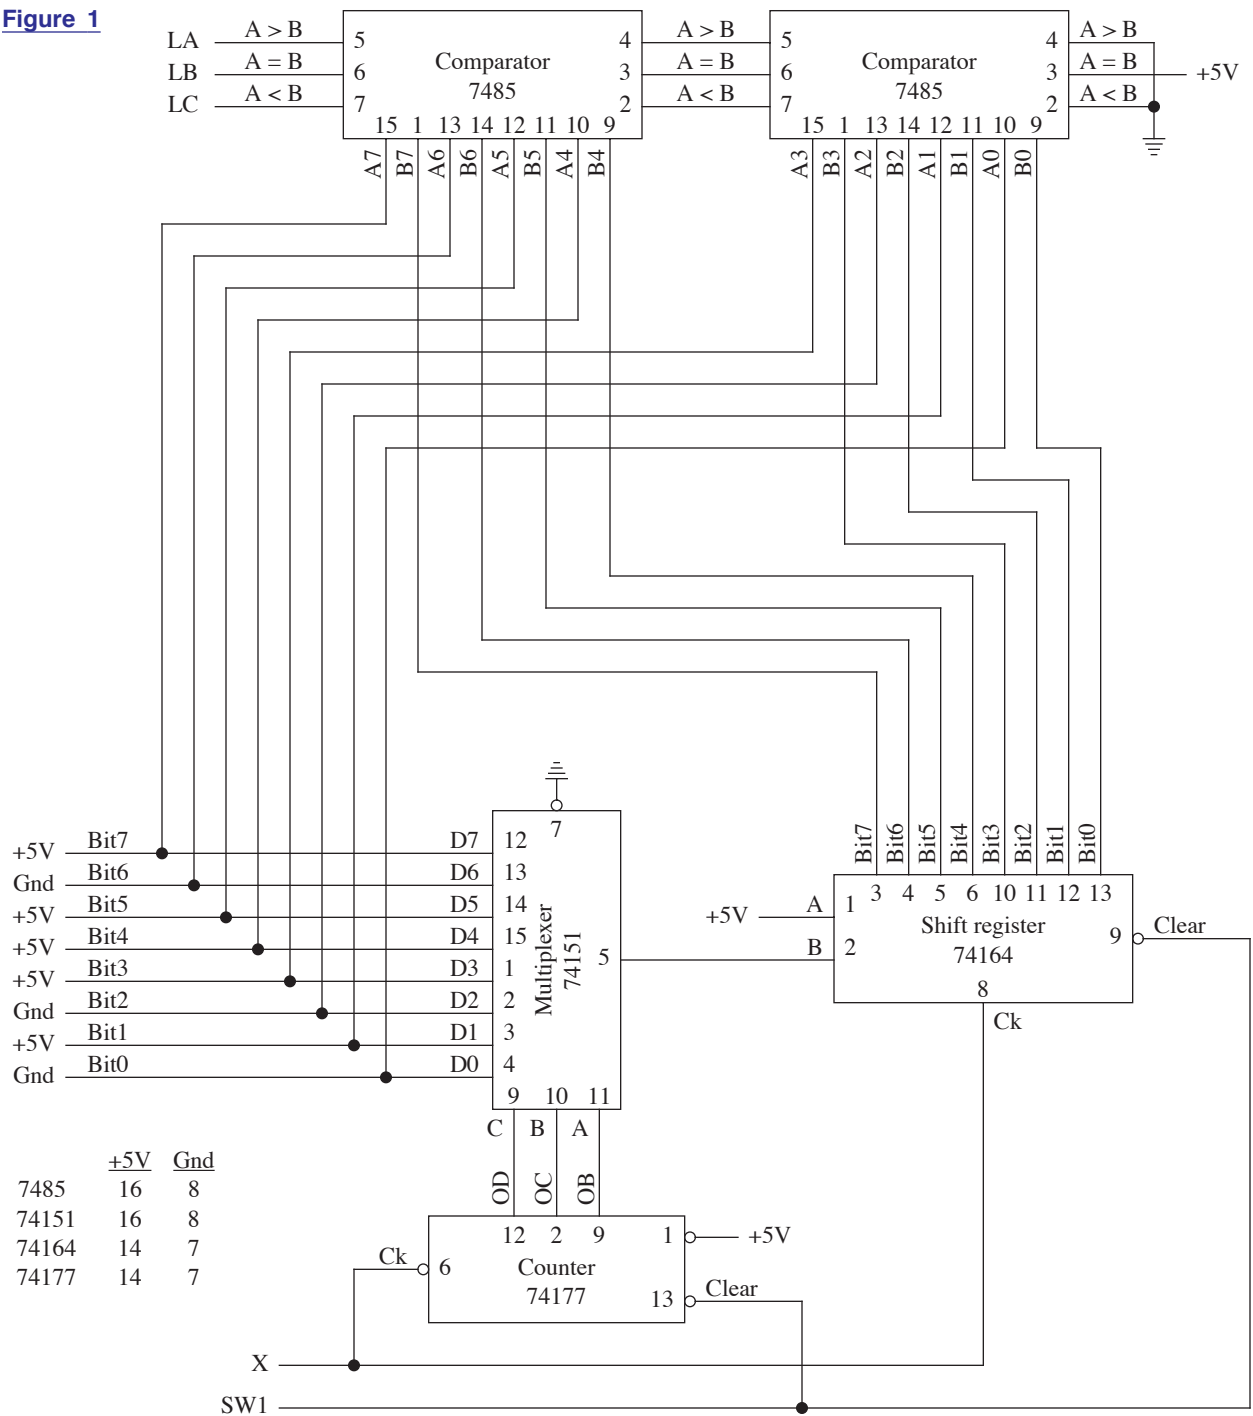 Figure 1
LA A > B 5 Comparator 7485 4 A > B 5 Comparator 7485 4 A > B
LB A = B 6 3 A = B 6 3 A = B +5V
LC A < B 7 2 A < B 7 2 A < B
15 1 13 14 12 11 10 9 15 1 13 14 12 11 10 9
A7 B7 A6 B6 A5 B5 A4 B4 A3 B3 A2 B2 A1 B1 A0 B0
7
+5V Bit7 D7 12
Gnd Bit6 D6 13
+5V Bit5 D5 14
+5V Bit4 D4 15
+5V Bit3 D3 1
Gnd Bit2 D2 2
+5V Bit1 D1 3
Gnd Bit0 D0 4
Multiplexer
74151
5
9 10 11
C B A
Bit7 Bit6 Bit5 Bit4 Bit3 Bit2 Bit1 Bit0
3 4 5 6 10 11 12 13
+5V A 1
B 2
Shift register
74164
9 Clear
8
Ck
OD OC OB
12 2 9 1 +5V
Ck 6 Counter
74177
13 Clear
+5V Gnd
7485 16 8
74151 16 8
74164 14 7
74177 14 7
X
SW1